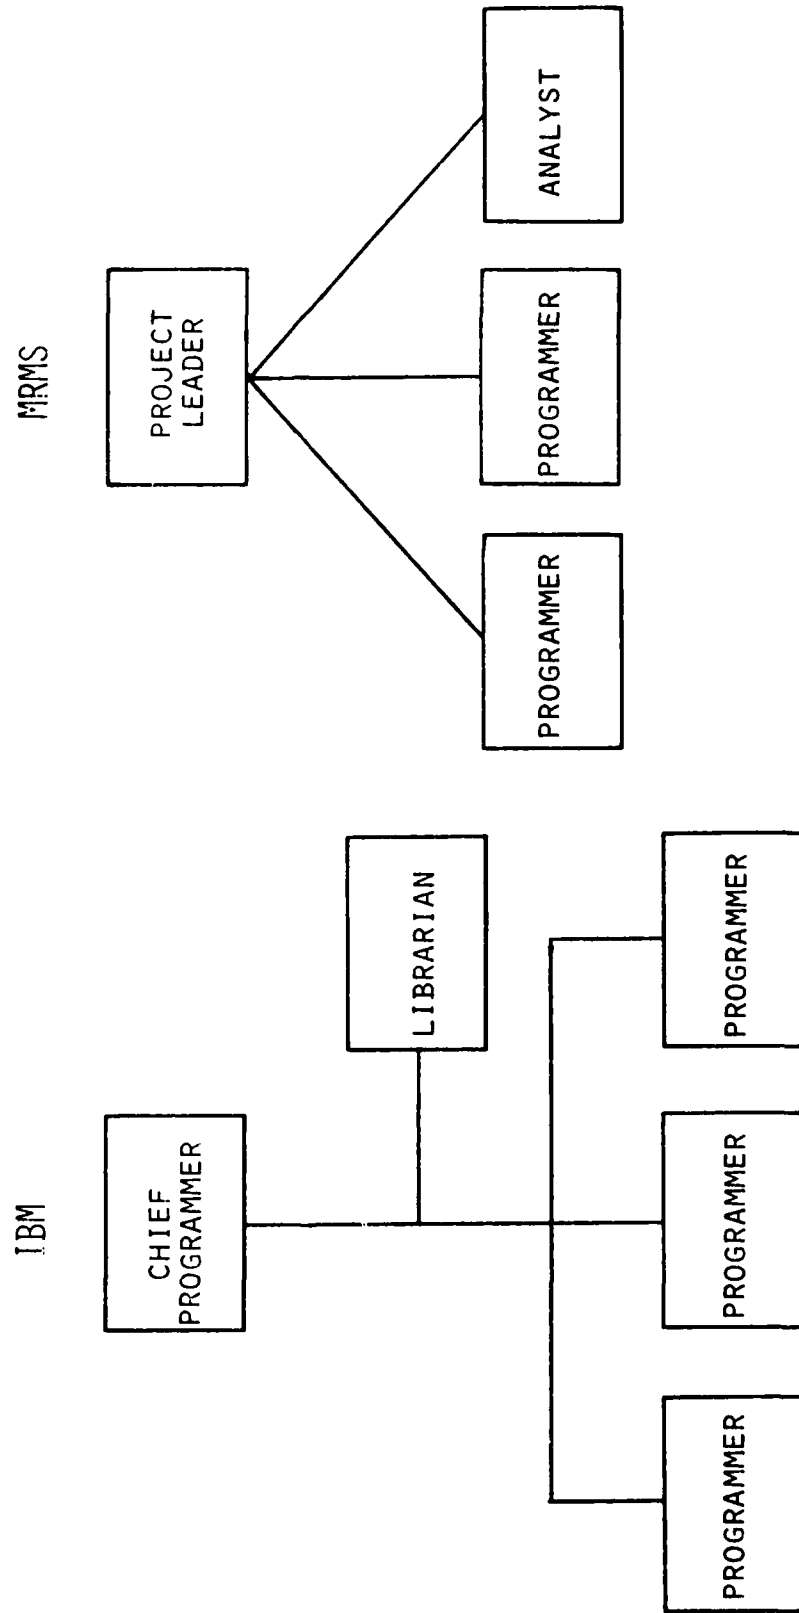 IBM
CHIEF
PROGRAMMER
LIBRARIAN
PROGRAMMER
PROGRAMMER
PROGRAMMER
MRMS
PROJECT
LEADER
PROGRAMMER
PROGRAMMER
ANALYST